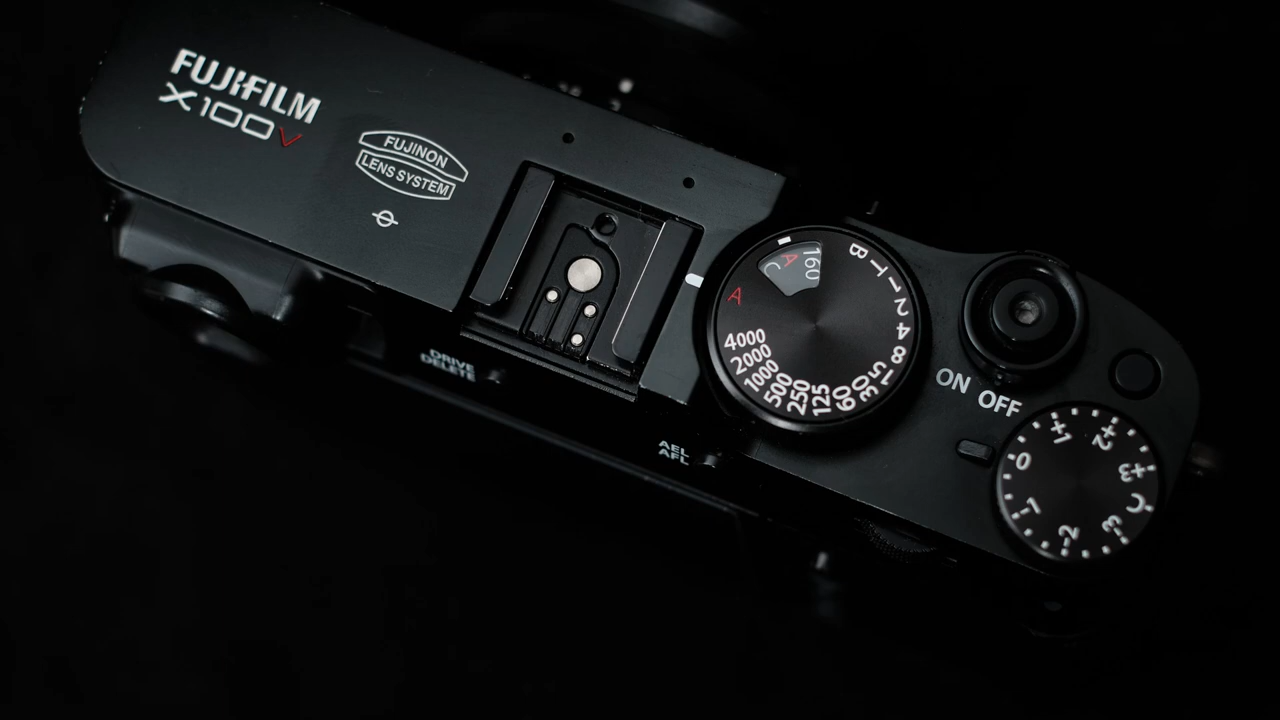 FUJIFILM
X100V
FUJINON
LENS SYSTEM
DRIVE
DELETE
AEL
AFL
A
C
160
A
B
T
1
2
4
8
15
30
60
125
250
500
1000
2000
4000
ON OFF
0
+1
+2
+3
C
-3
-2
-1